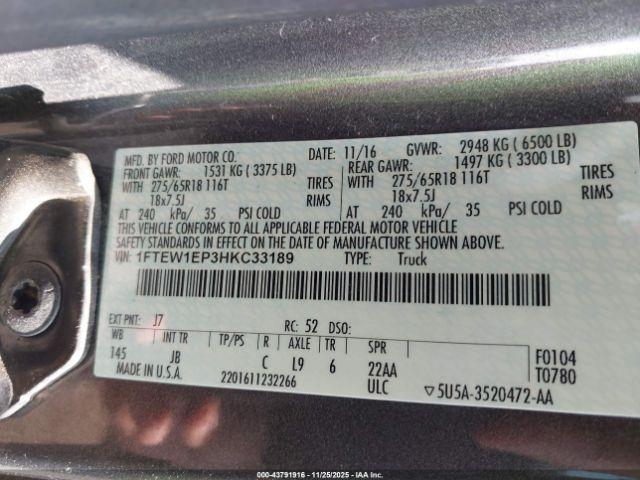 MFD. BY FORD MOTOR CO. DATE: 11/16 GVWR: 2948 KG ( 6500 LB)
FRONT GAWR: 1531 KG ( 3375 LB) REAR GAWR: 1497 KG ( 3300 LB)
WITH 275/65R18 116T TIRES WITH 275/65R18 116T TIRES
18x7.5J RIMS 18x7.5J RIMS
AT 240 kPa/ 35 PSI COLD AT 240 kPa/ 35 PSI COLD
THIS VEHICLE CONFORMS TO ALL APPLICABLE FEDERAL MOTOR VEHICLE
SAFETY STANDARDS IN EFFECT ON THE DATE OF MANUFACTURE SHOWN ABOVE.
VIN: 1FTEW1EP3HKC33189 TYPE: Truck
EXT PNT: J7 RC: 52 DSO:
WB INT TR TP/PS R AXLE TR SPR F0104
145 JB C L9 6 22AA T0780
MADE IN U.S.A. 2201611232266 ULC ▽5U5A-3520472-AA
000-43791916 - 11/25/2025 - IAAI